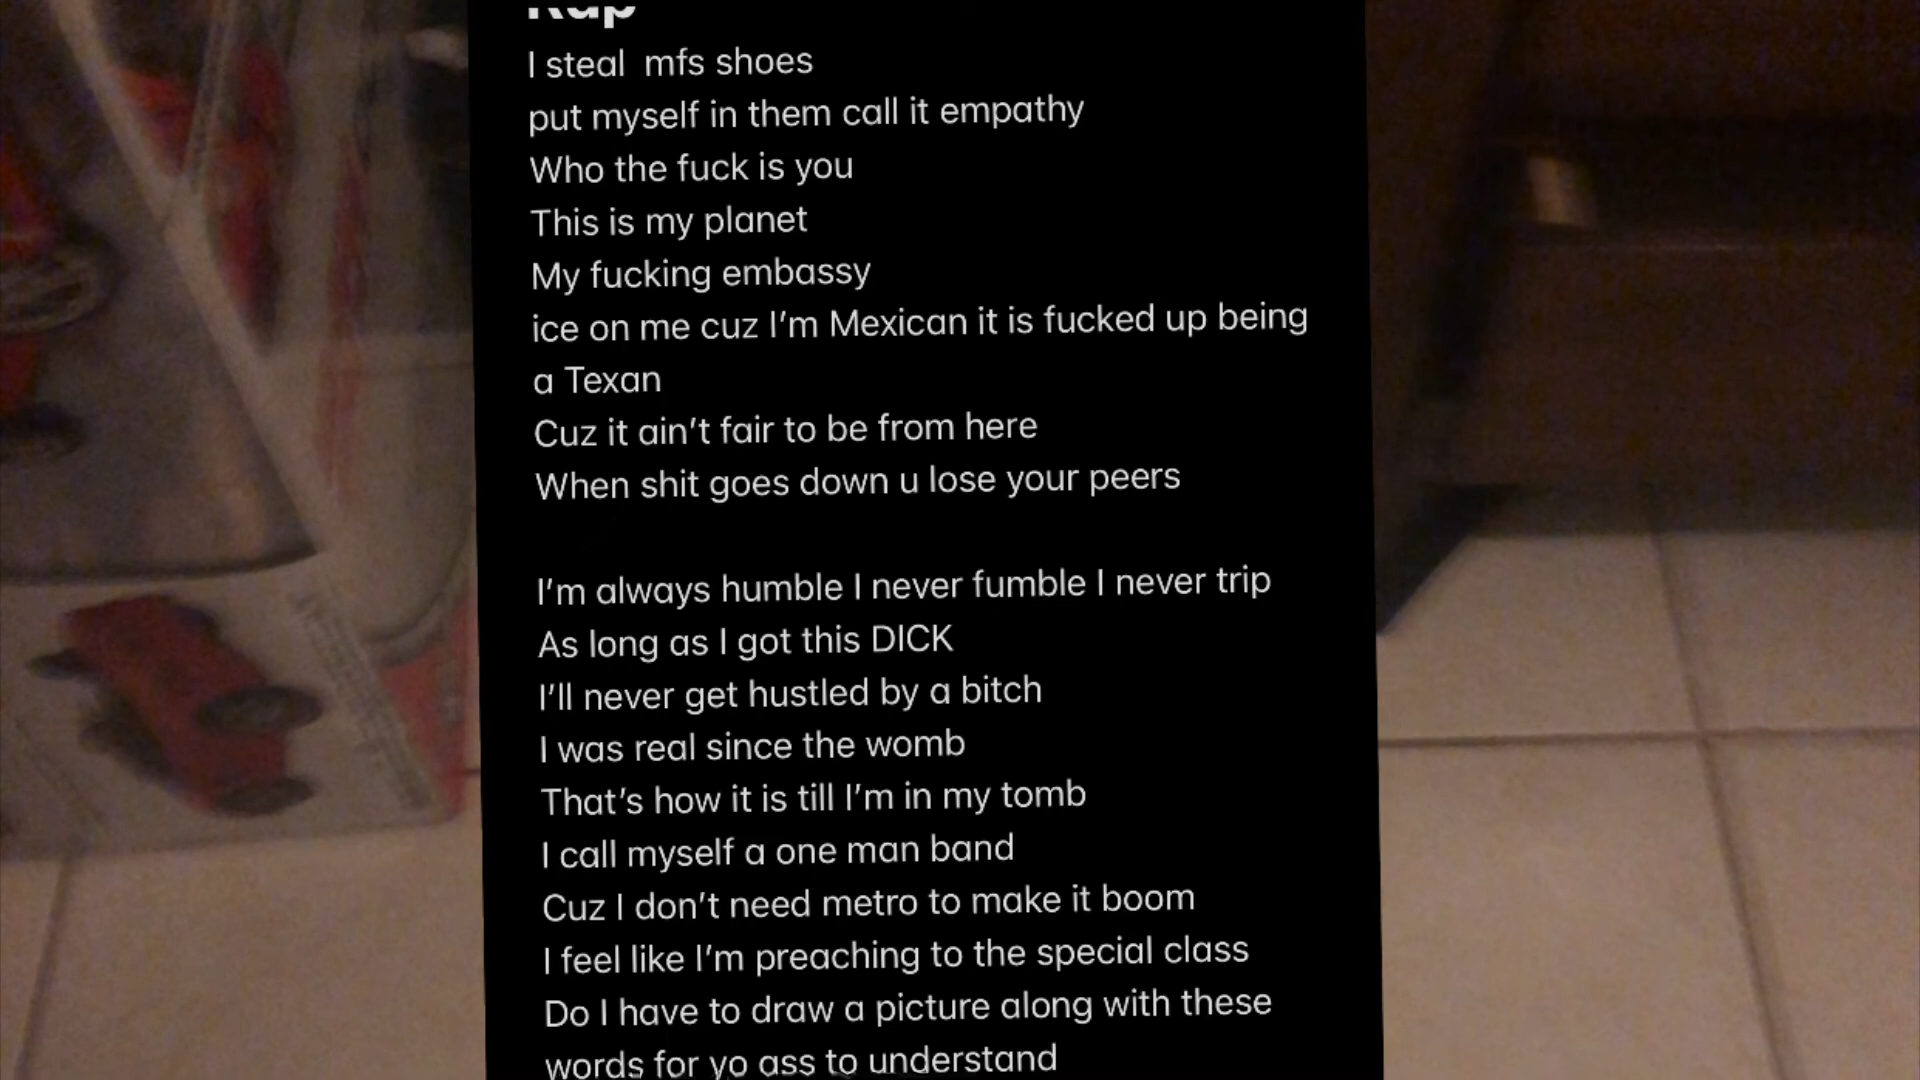 Rap
I steal  mfs shoes
put myself in them call it empathy
Who the fuck is you
This is my planet
My fucking embassy
ice on me cuz I'm Mexican it is fucked up being
a Texan
Cuz it ain't fair to be from here
When shit goes down u lose your peers
I'm always humble I never fumble I never trip
As long as I got this DICK
I'll never get hustled by a bitch
I was real since the womb
That's how it is till I'm in my tomb
I call myself a one man band
Cuz I don't need metro to make it boom
I feel like I'm preaching to the special class
Do I have to draw a picture along with these
words for yo ass to understand